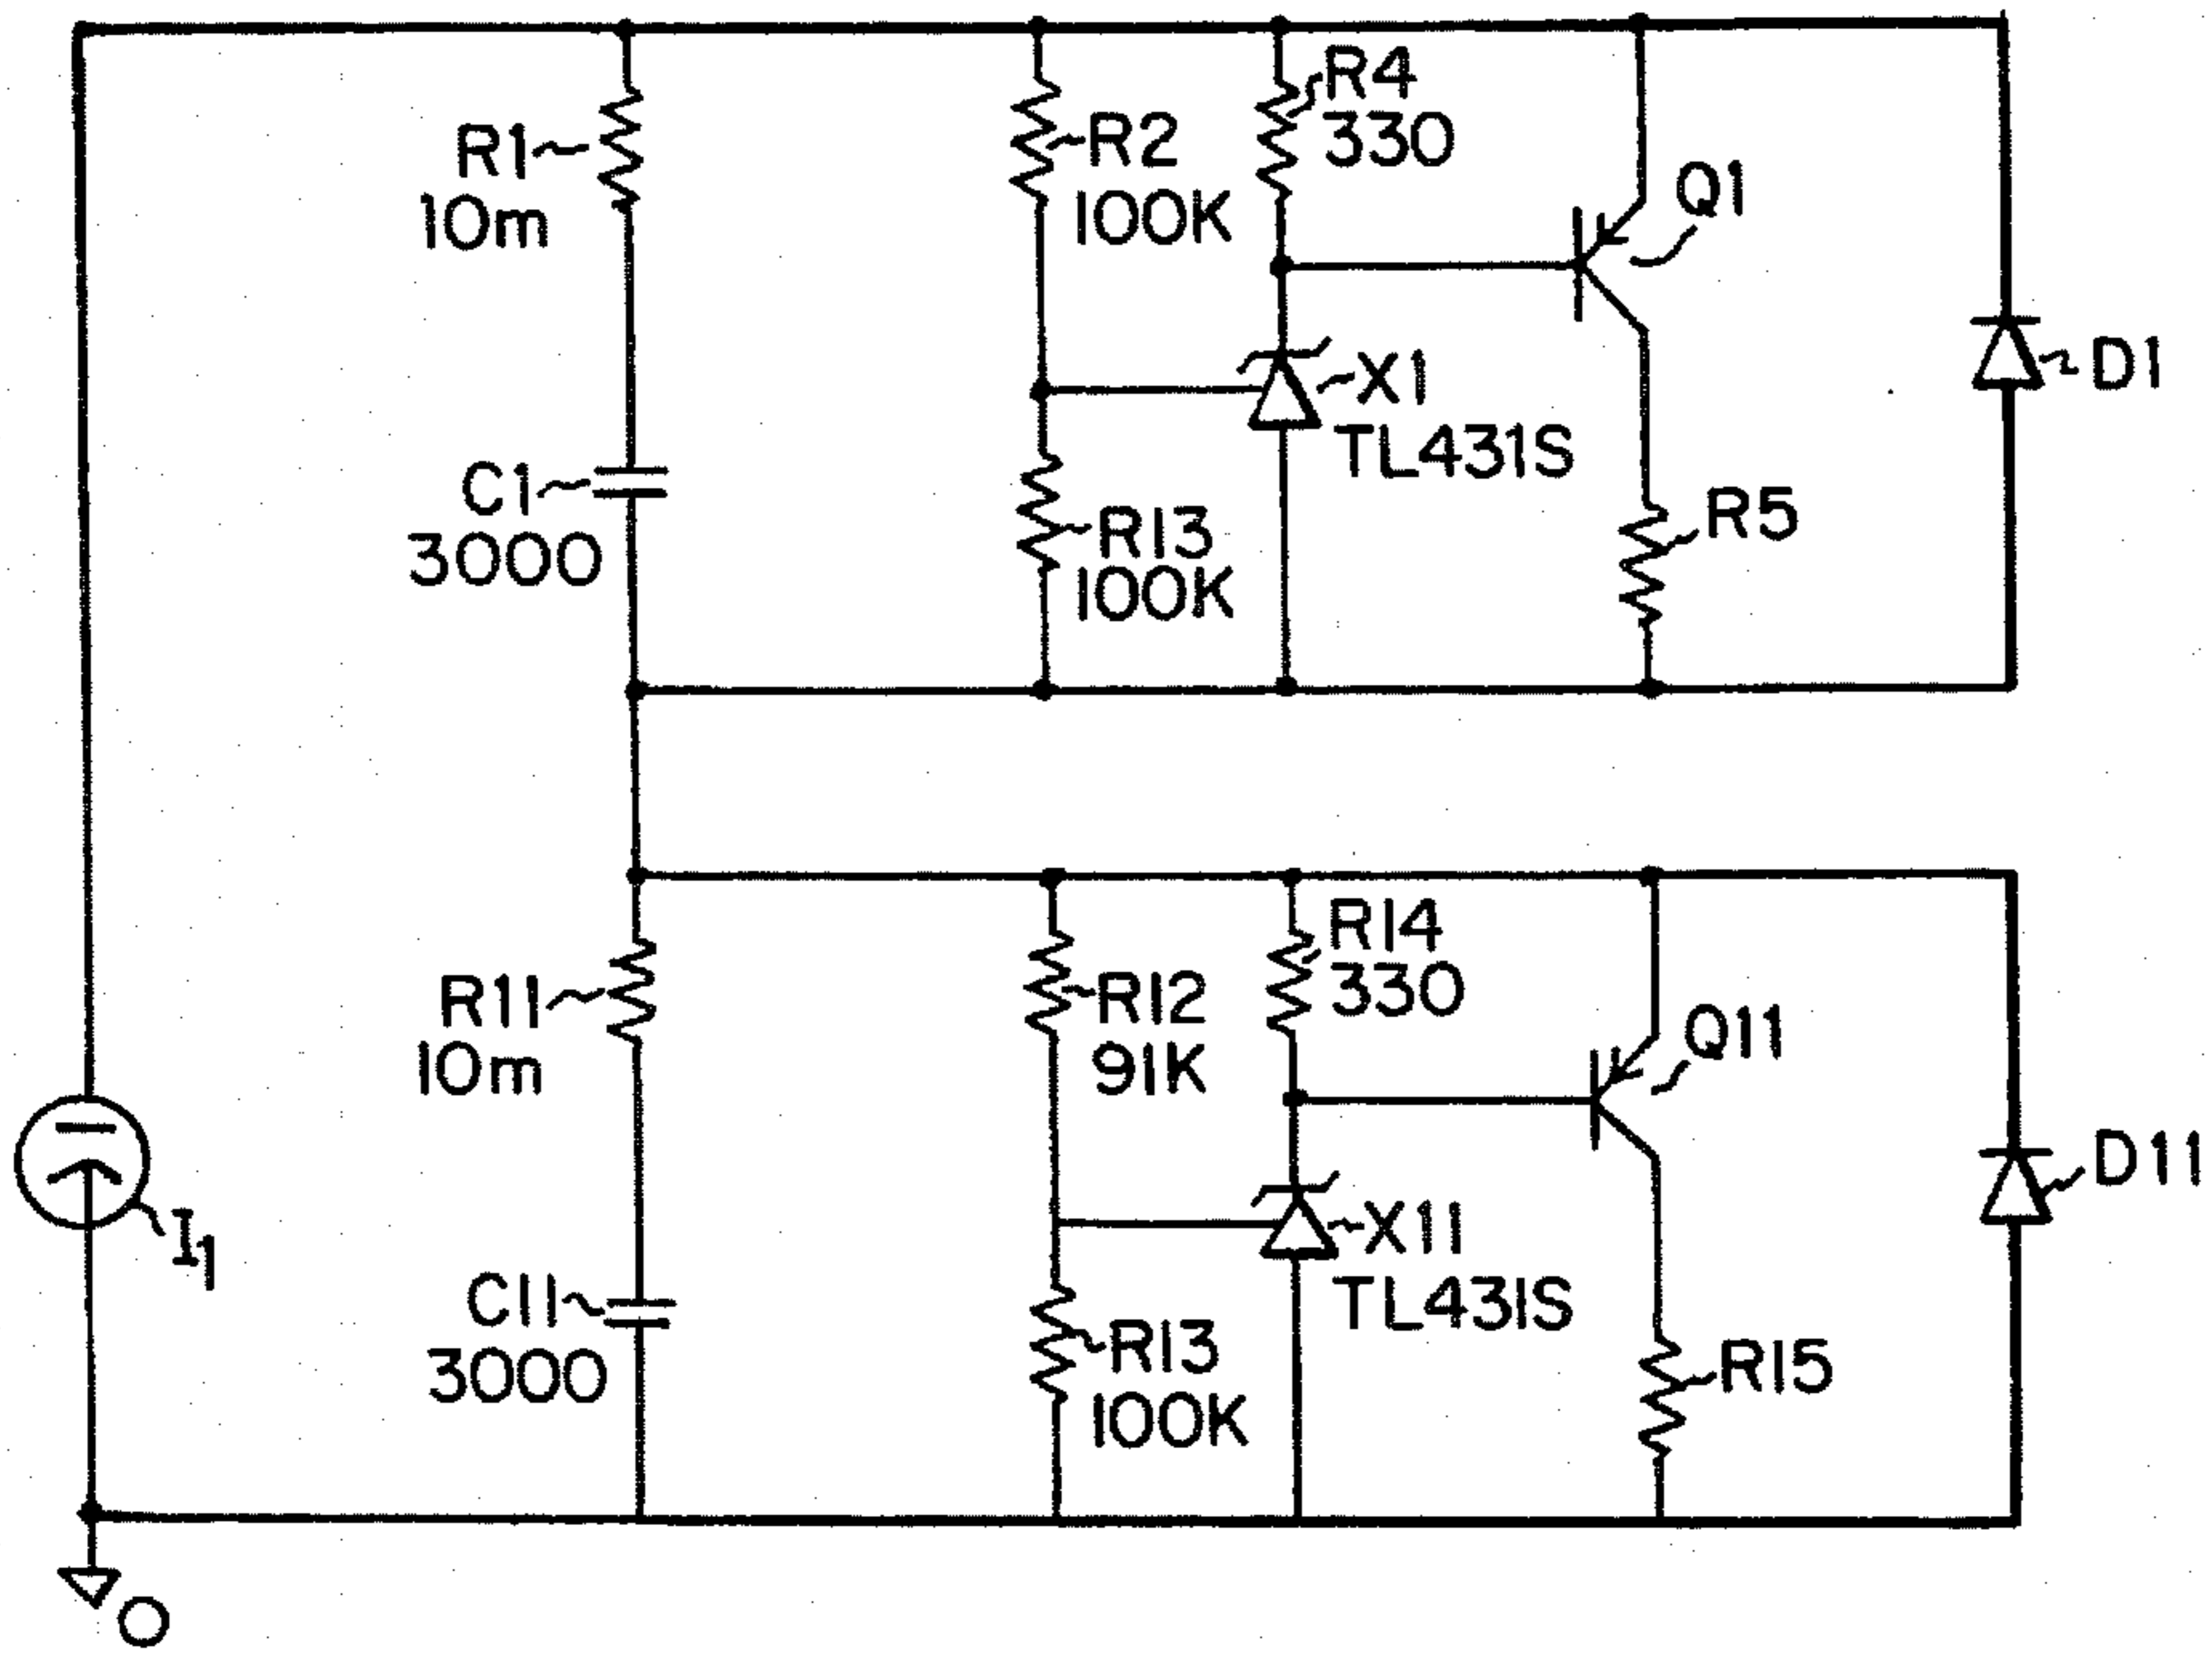 R4
330
R1
10m
R2
100K
Q1
X1
TL431S
D1
C1
3000
R13
100K
R5
R14
330
R11
10m
R12
91K
Q11
I1
X11
TL431S
D11
C11
3000
R13
100K
R15
0